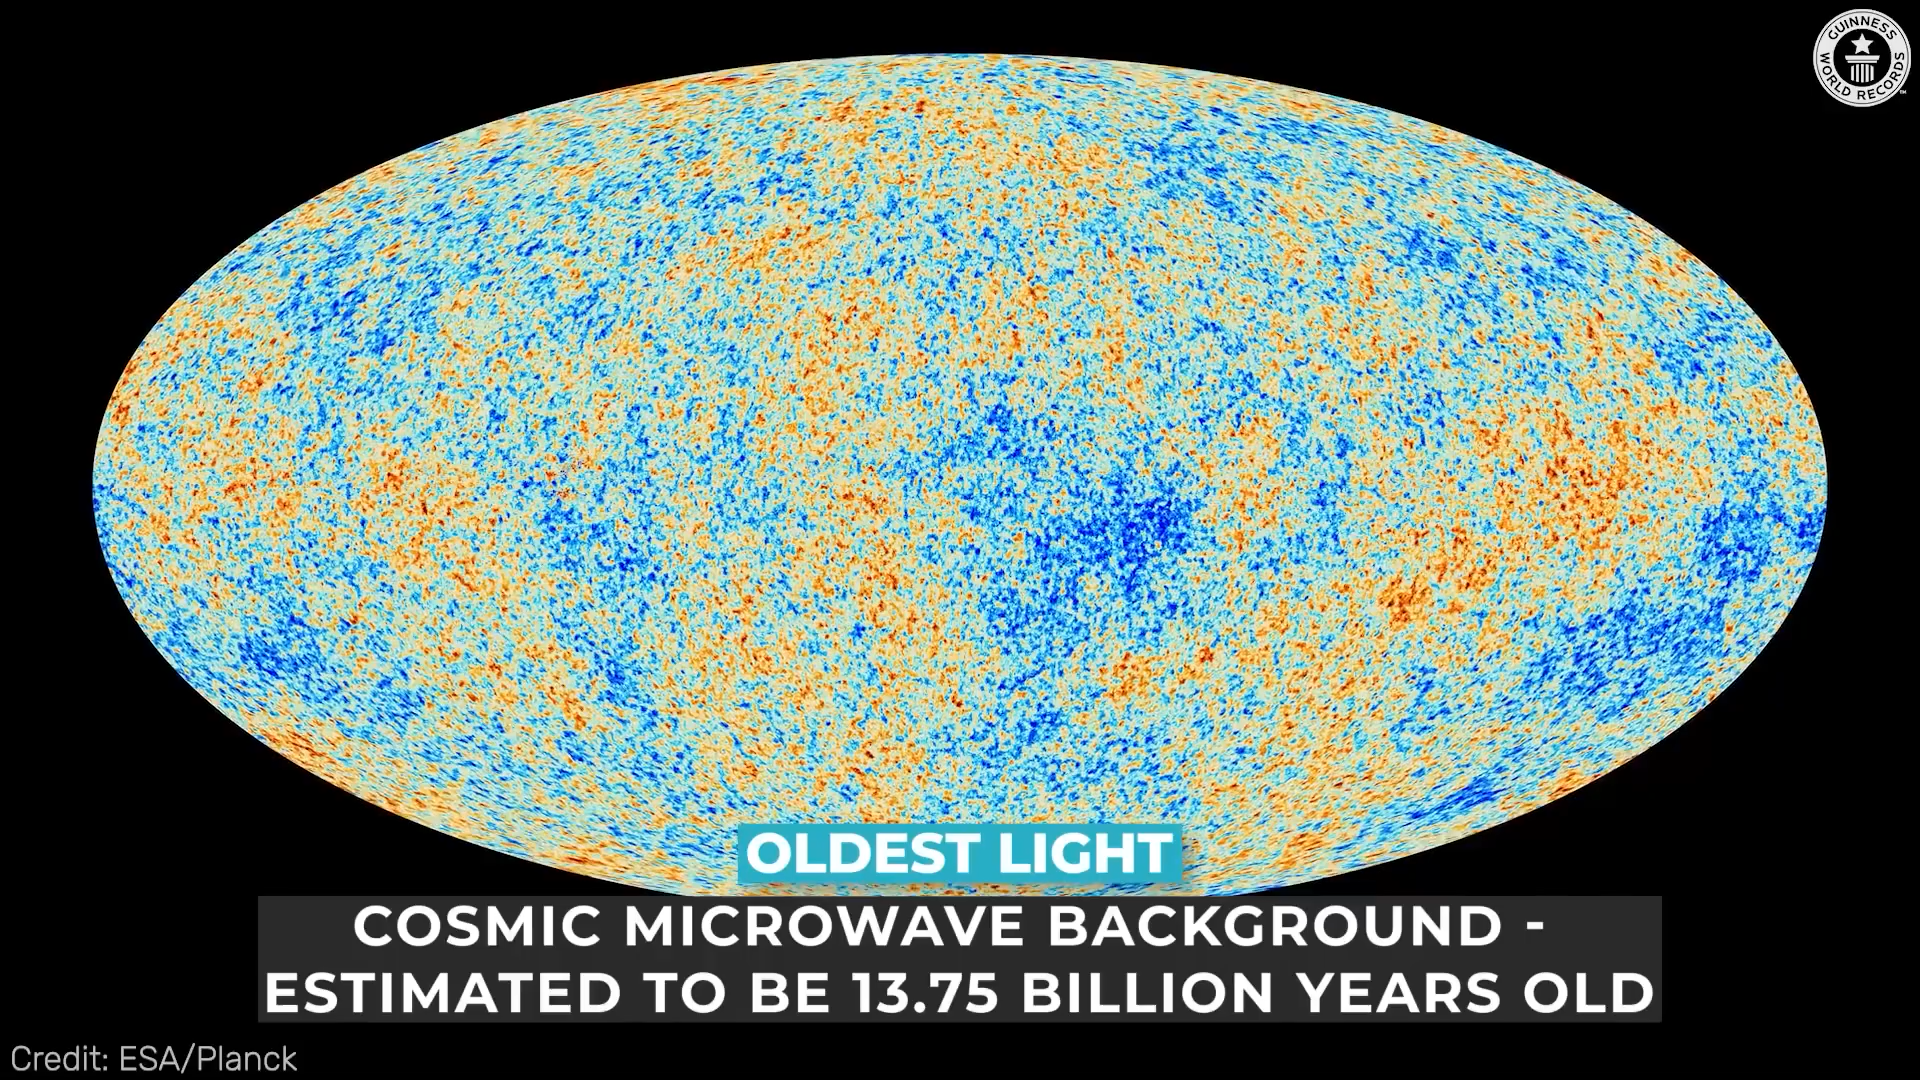 GUINNESS
WORLD RECORDS
OLDEST LIGHT
COSMIC MICROWAVE BACKGROUND -
ESTIMATED TO BE 13.75 BILLION YEARS OLD
Credit: ESA/Planck